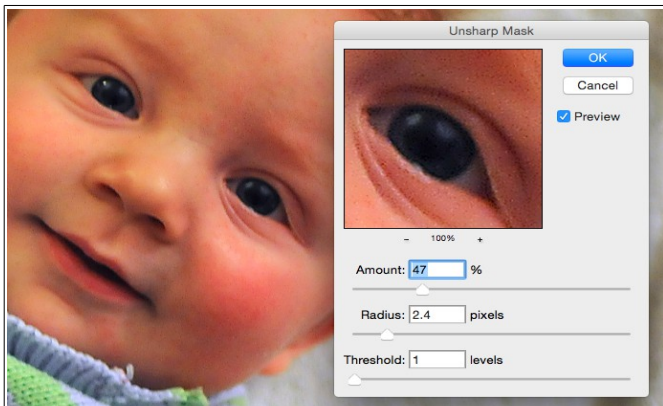 Unsharp Mask
OK
Cancel
Preview
- 100% +
Amount: 47 %
Radius: 2.4 pixels
Threshold: 1 levels